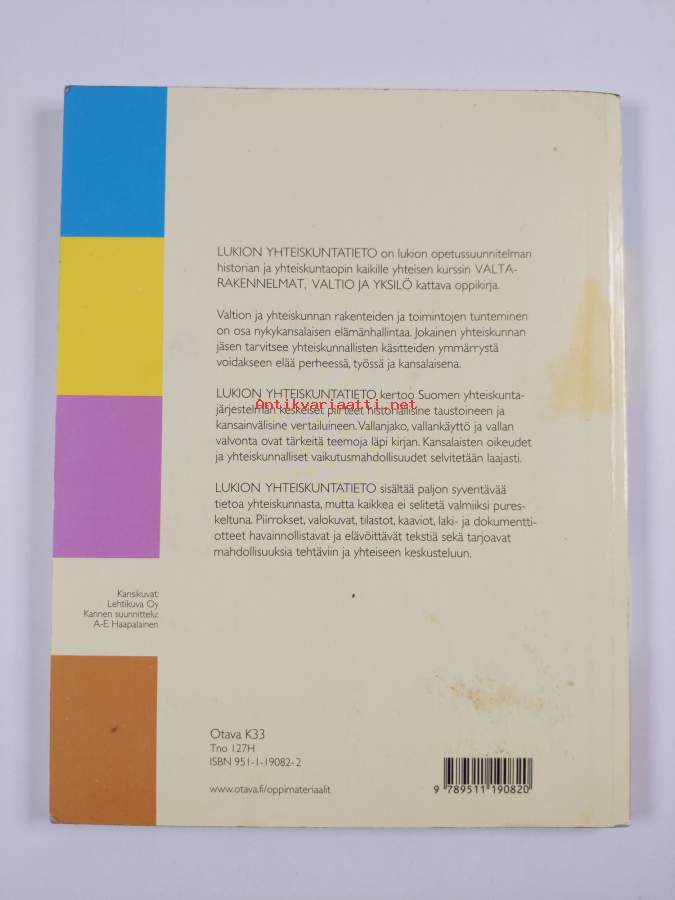 LUKION YHTEISKUNTATIETO on lukion opetussuunnitelman
historian ja yhteiskuntaopin kaikille yhteisen kurssin VALTA-
RAKENNELMAT, VALTIO JA YKSILÖ kattava oppikirja.
Valtion ja yhteiskunnan rakenteiden ja toimintojen tunteminen
on osa nykykansalaisen elämänhallintaa. Jokainen yhteiskunnan
jäsen tarvitsee yhteiskunnallisten käsitteiden ymmärrystä
voidakseen elää perheessä, työssä ja kansalaisena.
LUKION YHTEISKUNTATIETO kertoo Suomen yhteiskunta-
Antikvariaatti.net
järjestelmän keskeiset piirteet historiallisine taustoineen ja
kansainvälisine vertailuineen. Vallanjako, vallankäyttö ja vallan
valvonta ovat tärkeitä teemoja läpi kirjan. Kansalaisten oikeudet
ja yhteiskunnalliset vaikutusmahdollisuudet selvitetään laajasti.
LUKION YHTEISKUNTATIETO sisältää paljon syventävää
tietoa yhteiskunnasta, mutta kaikkea ei selitetä valmiiksi pures-
keltuna. Piirrokset, valokuvat, tilastot, kaaviot, laki- ja dokumentti-
otteet havainnollistavat ja elävöittävät tekstiä sekä tarjoavat
mahdollisuuksia tehtäviin ja yhteiseen keskusteluun.
Kansikuvat:
Lehtikuva Oy
Kannen suunnittelu:
A-E. Haapalainen
Otava K33
Tno 127H
ISBN 951-1-19082-2
www.otava.fi/oppimateriaalit
9 789511 190820